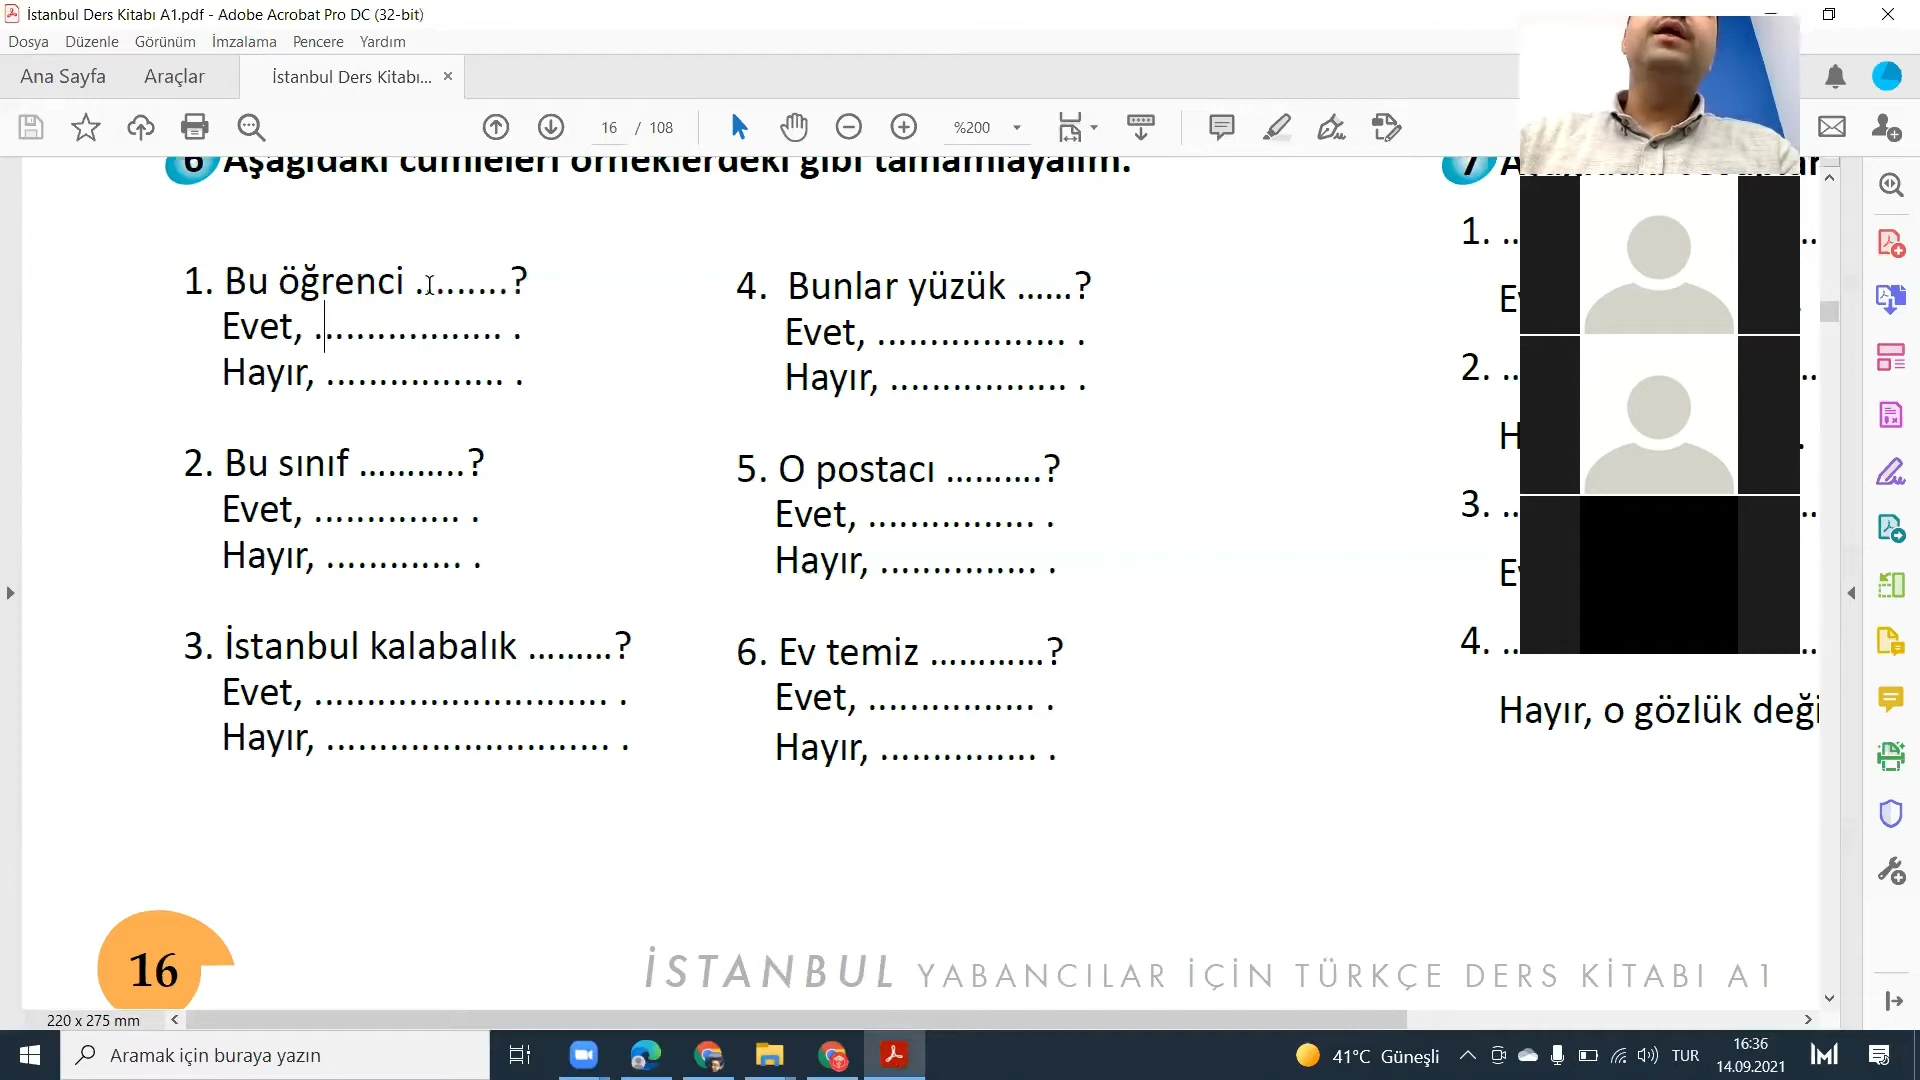 İstanbul Ders Kitabı A1.pdf - Adobe Acrobat Pro DC (32-bit)
Dosya Düzenle Görünüm İmzalama Pencere Yardım
Ana Sayfa Araçlar İstanbul Ders Kitabı... ×
16 / 108 %200
6 Aşağıdaki cümleleri örneklerdeki gibi tamamlayalım.
1. Bu öğrenci .........?
Evet, .................. .
Hayır, .................. .
2. Bu sınıf ...........?
Evet, .............. .
Hayır, ............. .
3. İstanbul kalabalık .........?
Evet, ............................ .
Hayır, ........................... .
4. Bunlar yüzük ......?
Evet, .................. .
Hayır, .................. .
5. O postacı ..........?
Evet, ................ .
Hayır, ............... .
6. Ev temiz ............?
Evet, ................ .
Hayır, ............... .
7
1. ..
2. ..
3. ..
4. ..
Hayır, o gözlük
16
İSTANBUL YABANCILAR İÇİN TÜRKÇE DERS KİTABI A1
220 x 275 mm
Aramak için buraya yazın
41°C Güneşli
TUR
16:36
14.09.2021